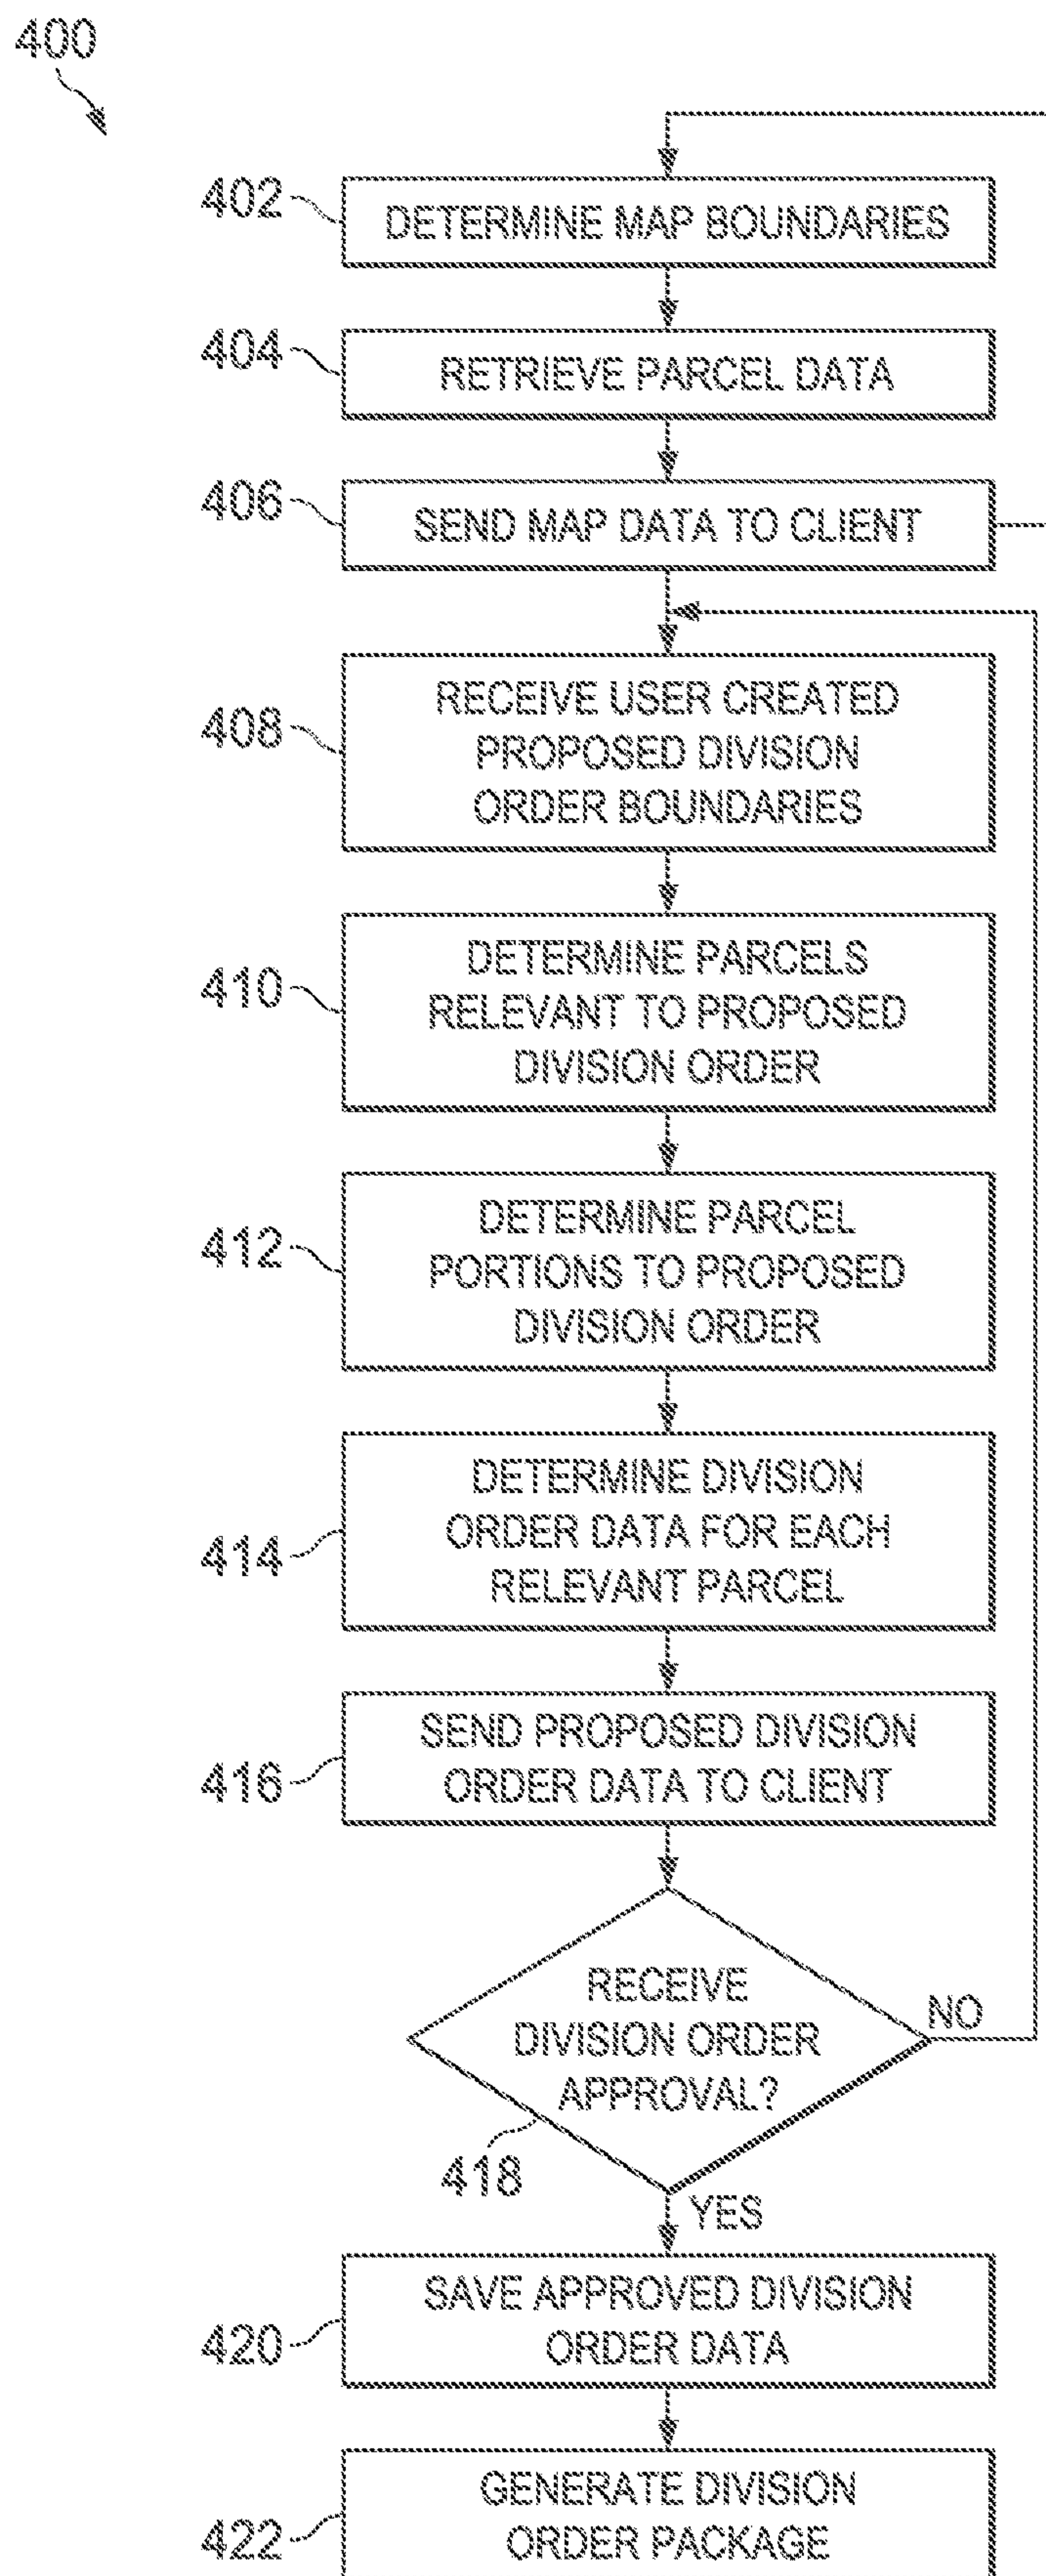 400
402
DETERMINE MAP BOUNDARIES
404
RETRIEVE PARCEL DATA
406
SEND MAP DATA TO CLIENT
408
RECEIVE USER CREATED
PROPOSED DIVISION
ORDER BOUNDARIES
410
DETERMINE PARCELS
RELEVANT TO PROPOSED
DIVISION ORDER
412
DETERMINE PARCEL
PORTIONS TO PROPOSED
DIVISION ORDER
414
DETERMINE DIVISION
ORDER DATA FOR EACH
RELEVANT PARCEL
416
SEND PROPOSED DIVISION
ORDER DATA TO CLIENT
RECEIVE
DIVISION ORDER
APPROVAL?
NO
418
YES
420
SAVE APPROVED DIVISION
ORDER DATA
422
GENERATE DIVISION
ORDER PACKAGE